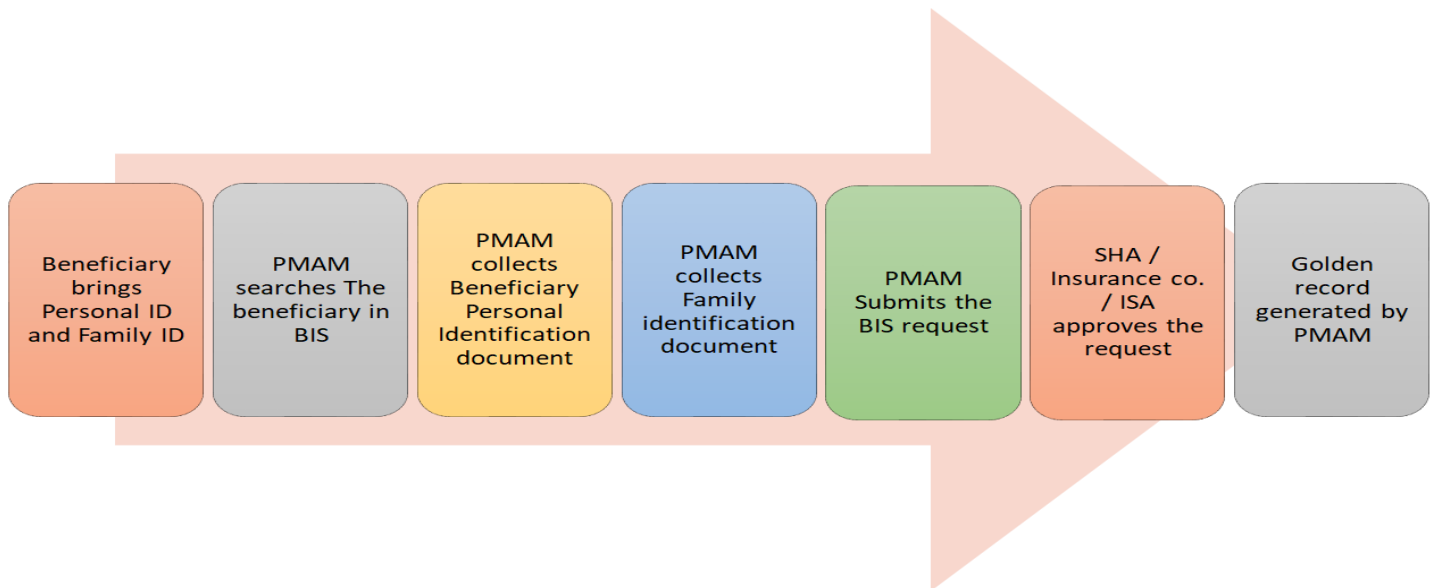 Beneficiary
brings
Personal ID
and Family ID
PMAM
searches The
beneficiary in
BIS
PMAM
collects
Beneficiary
Personal
Identification
document
PMAM
collects
Family
identification
document
PMAM
Submits the
BIS request
SHA /
Insurance co.
/ ISA
approves the
request
Golden
record
generated by
PMAM